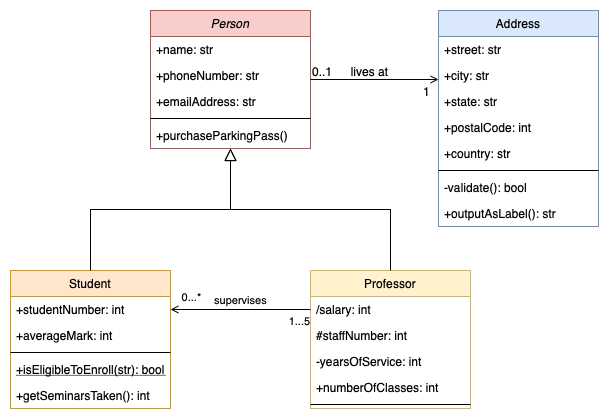 Person
+name: str
+phoneNumber: str
+emailAddress: str
+purchaseParkingPass()
0..1
lives at
1
Address
+street: str
+city: str
+state: str
+postalCode: int
+country: str
-validate(): bool
+outputAsLabel(): str
Student
+studentNumber: int
+averageMark: int
+isEligibleToEnroll(str): bool
+getSeminarsTaken(): int
0...*
supervises
1...5
Professor
/salary: int
#staffNumber: int
-yearsOfService: int
+numberOfClasses: int